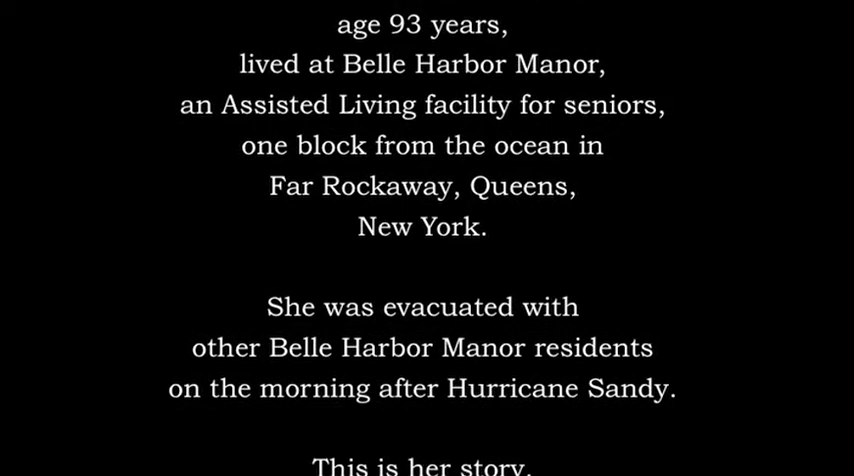 age 93 years,
lived at Belle Harbor Manor,
an Assisted Living facility for seniors,
one block from the ocean in
Far Rockaway, Queens,
New York.
She was evacuated with
other Belle Harbor Manor residents
on the morning after Hurricane Sandy.
This is her story.